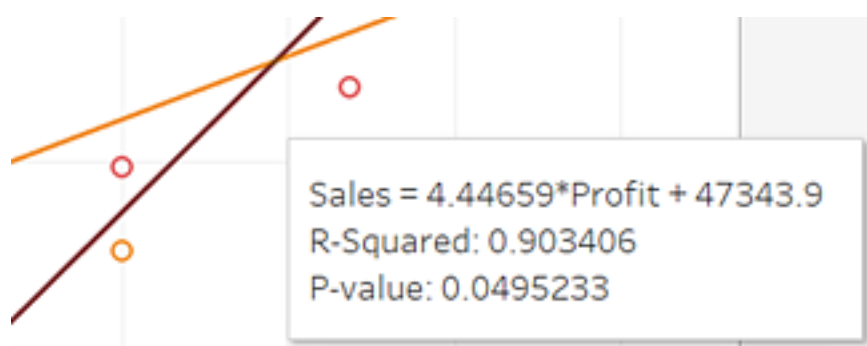 Sales = 4.44659*Profit + 47343.9
R-Squared: 0.903406
P-value: 0.0495233